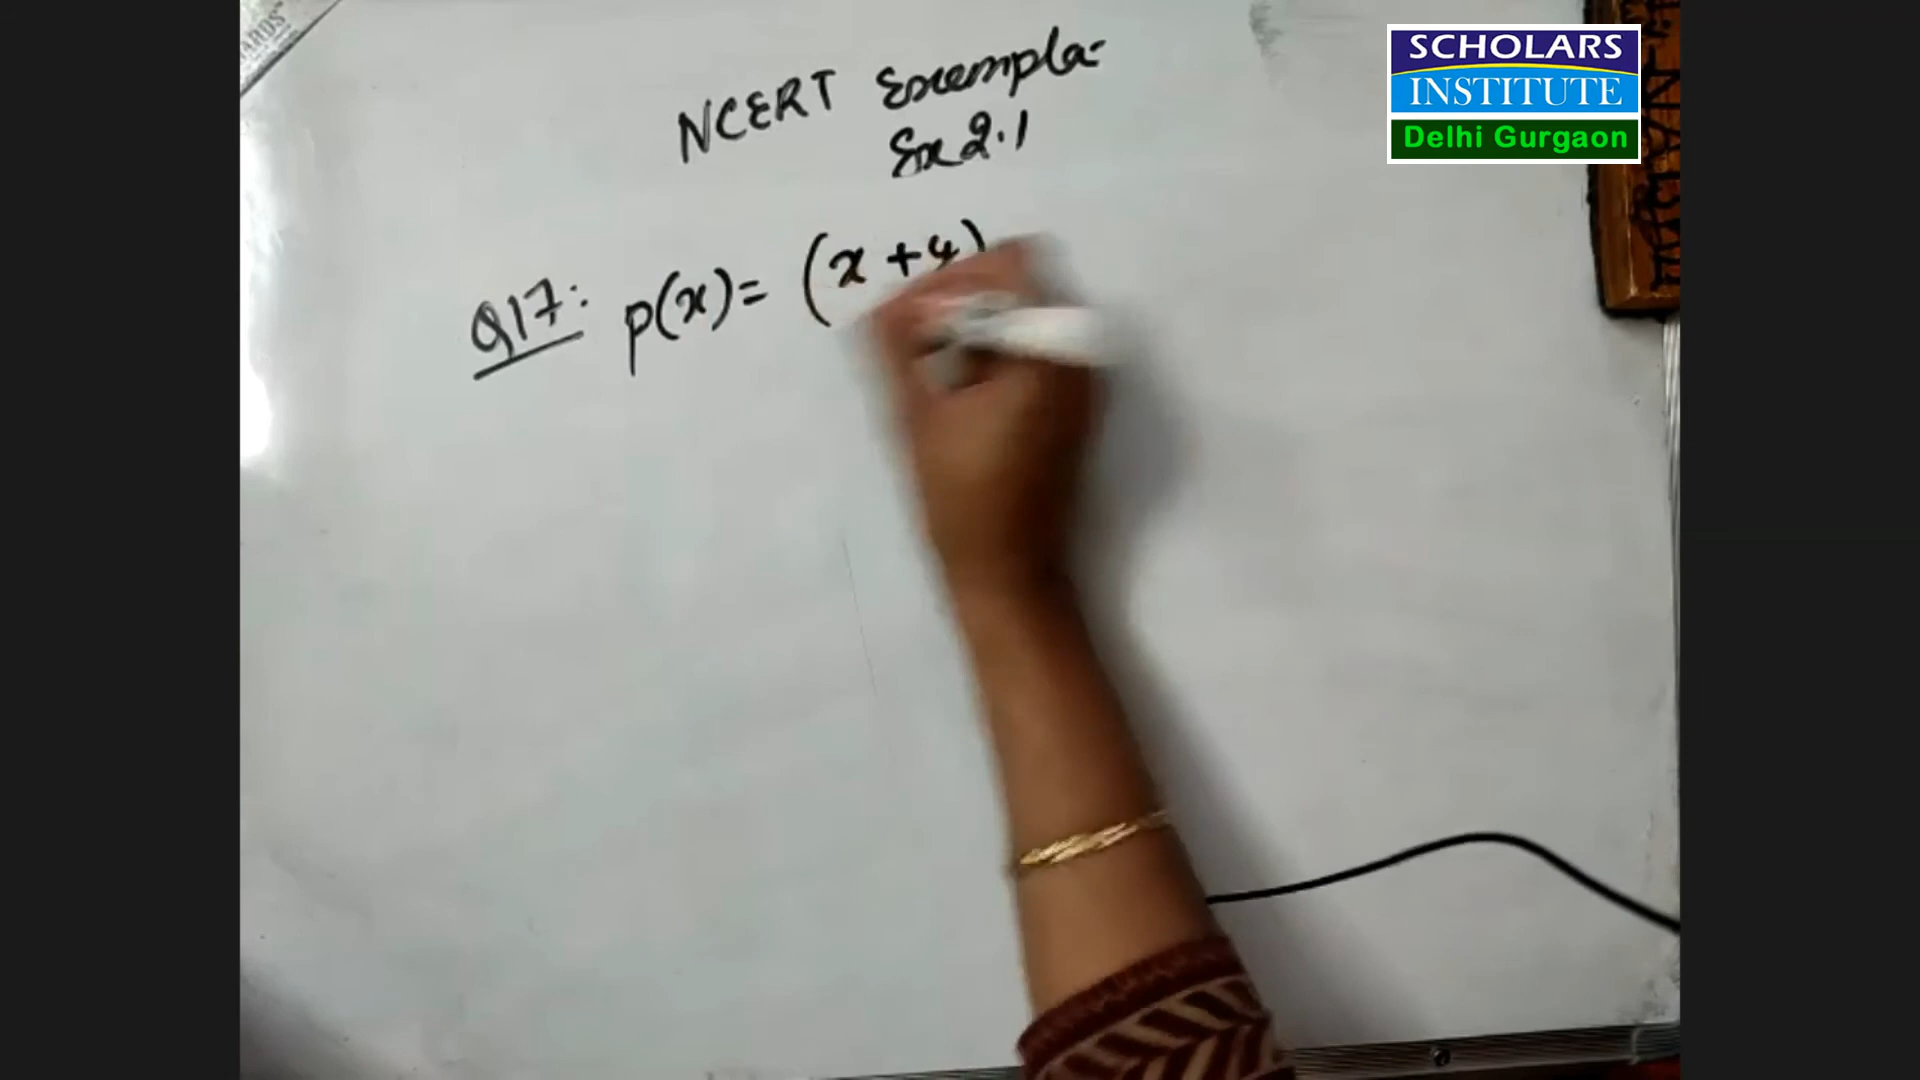 NCERT Exempla
Ex 2.1
Q17: p(x) = (x + 4)
SCHOLARS
INSTITUTE
Delhi Gurgaon